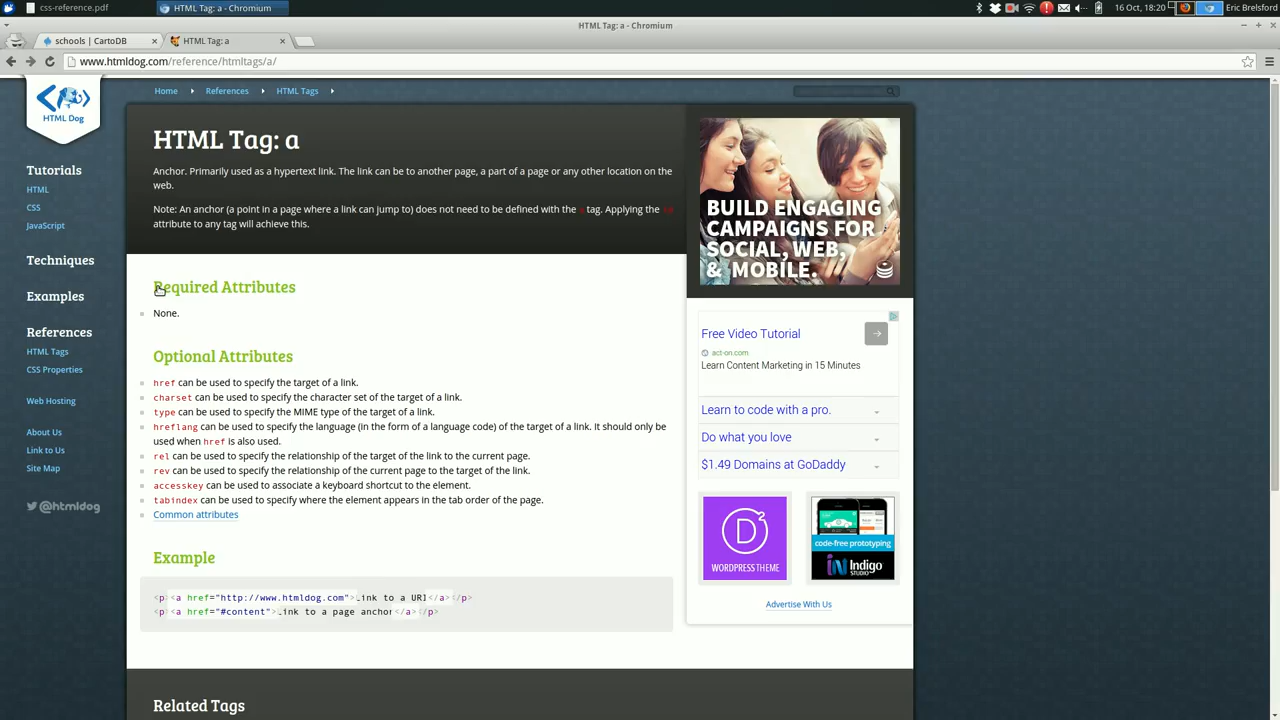 css-reference.pdf
HTML Tag: a - Chromium
16 Oct, 18:20
Eric Brelsford
HTML Tag: a - Chromium
schools | CartoDB
HTML Tag: a
www.htmldog.com/reference/htmltags/a/
HTML Dog
Home
References
HTML Tags
Tutorials
HTML
CSS
JavaScript
Techniques
Examples
References
HTML Tags
CSS Properties
Web Hosting
About Us
Link to Us
Site Map
@htmldog
HTML Tag: a
Anchor. Primarily used as a hypertext link. The link can be to another page, a part of a page or any other location on the
web.
Note: An anchor (a point in a page where a link can jump to) does not need to be defined with the a tag. Applying the
attribute to any tag will achieve this.
Required Attributes
None.
Optional Attributes
href can be used to specify the target of a link.
charset can be used to specify the character set of the target of a link.
type can be used to specify the MIME type of the target of a link.
hreflang can be used to specify the language (in the form of a language code) of the target of a link. It should only be
used when href is also used.
rel can be used to specify the relationship of the target of the link to the current page.
rev can be used to specify the relationship of the current page to the target of the link.
accesskey can be used to associate a keyboard shortcut to the element.
tabindex can be used to specify where the element appears in the tab order of the page.
Common attributes
Example
<p><a href="http://www.htmldog.com">Link to a URI</a></p>
<p><a href="#content">Link to a page anchor</a></p>
Related Tags
BUILD ENGAGING
CAMPAIGNS FOR
SOCIAL, WEB,
& MOBILE.
Free Video Tutorial
act-on.com
Learn Content Marketing in 15 Minutes
Learn to code with a pro.
Do what you love
$1.49 Domains at GoDaddy
D2
WORDPRESS THEME
code-free prototyping
Indigo
STUDIO
Advertise With Us